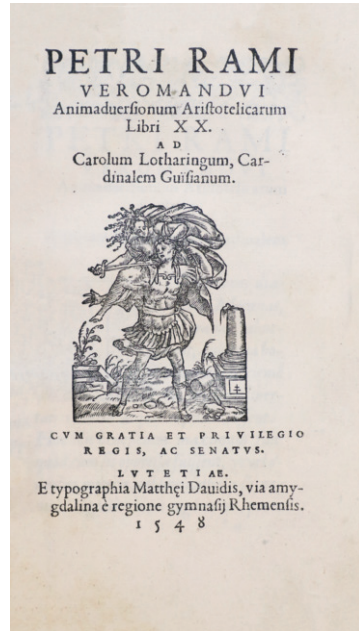 PETRI RAMI
VEROMANDVI
Animaduerſionum Ariſtotelicarum
Libri XX.
AD
Carolum Lotharingum, Car-
dinalem Guiſianum.
CVM GRATIA ET PRIVILEGIO
REGIS, AC SENATVS.
LVTETIAE.
E typographia Matthęi Dauidis, via amy-
gdalina è regione gymnaſij Rhemenſis.
1548